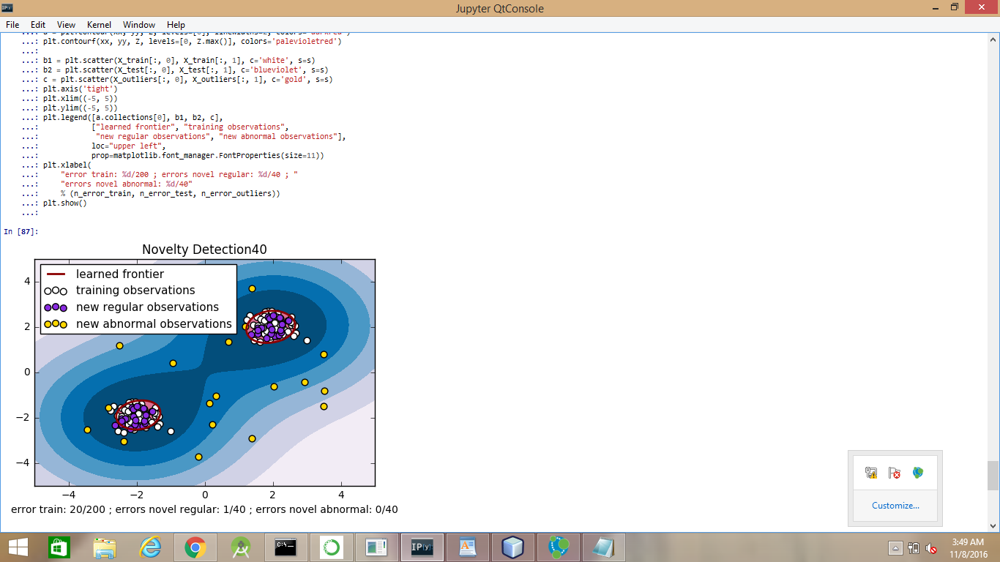 IP[y]:
Jupyter QtConsole
File Edit View Kernel Window Help
...: plt.contourf(xx, yy, Z, levels=[0, Z.max()], colors='palevioletred')
...:
...: b1 = plt.scatter(X_train[:, 0], X_train[:, 1], c='white', s=s)
...: b2 = plt.scatter(X_test[:, 0], X_test[:, 1], c='blueviolet', s=s)
...: c = plt.scatter(X_outliers[:, 0], X_outliers[:, 1], c='gold', s=s)
...: plt.axis('tight')
...: plt.xlim((-5, 5))
...: plt.ylim((-5, 5))
...: plt.legend([a.collections[0], b1, b2, c],
...: ["learned frontier", "training observations",
...: "new regular observations", "new abnormal observations"],
...: loc="upper left",
...: prop=matplotlib.font_manager.FontProperties(size=11))
...: plt.xlabel(
...: "error train: %d/200 ; errors novel regular: %d/40 ; "
...: "errors novel abnormal: %d/40"
...: % (n_error_train, n_error_test, n_error_outliers))
...: plt.show()
...:
In [87]:
Novelty Detection40
learned frontier
training observations
new regular observations
new abnormal observations
4
2
0
−2
−4
−4 −2 0 2 4
error train: 20/200 ; errors novel regular: 1/40 ; errors novel abnormal: 0/40
Customize...
IP[y]:
3:49 AM
11/8/2016